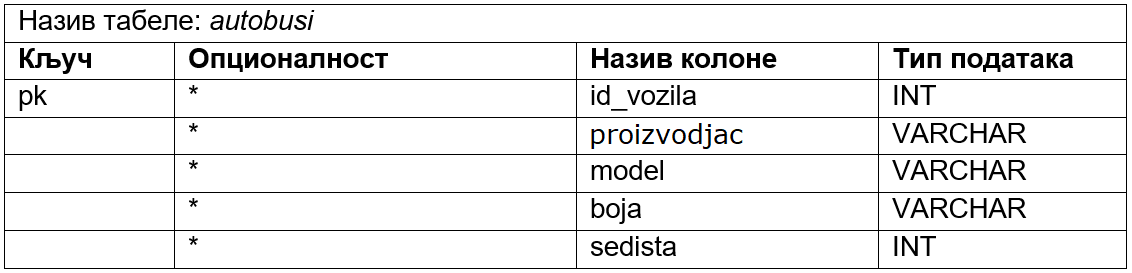 Назив табеле: autobusi
Кључ Опционалност Назив колоне Тип података
pk * id_vozila INT
* proizvodjac VARCHAR
* model VARCHAR
* boja VARCHAR
* sedista INT